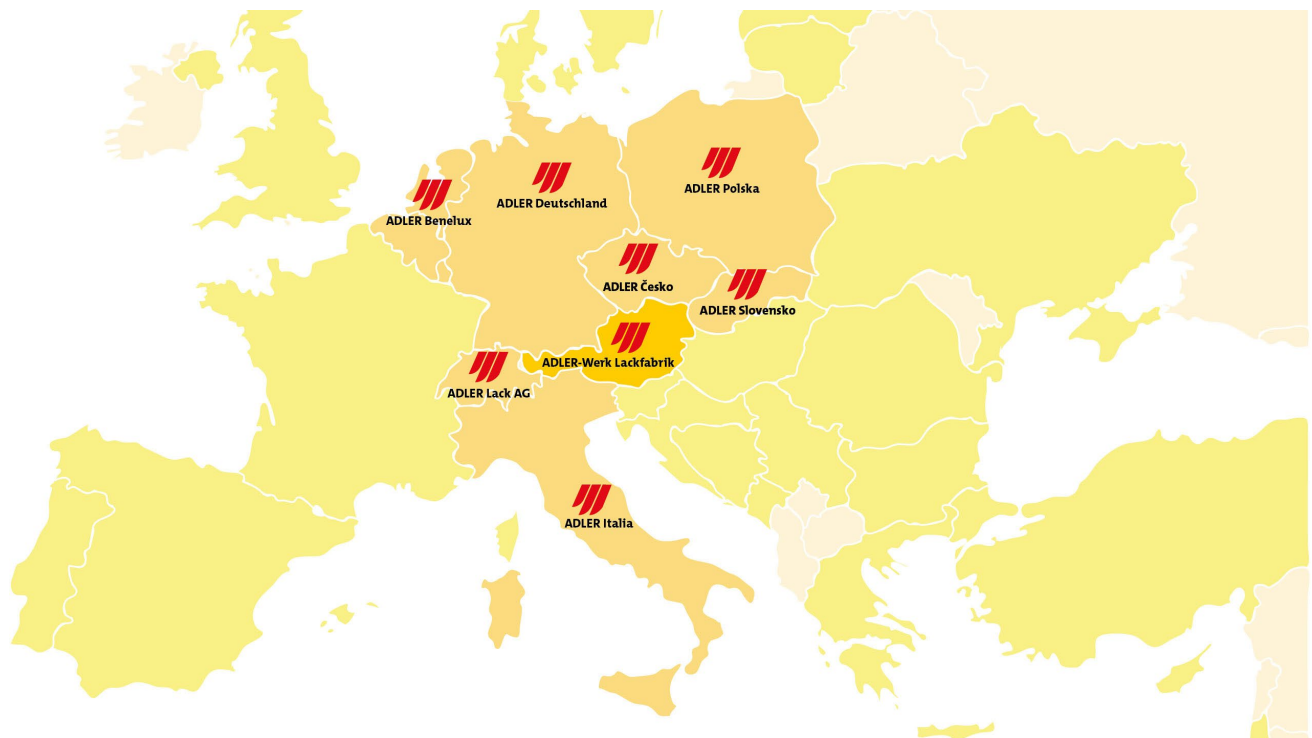 ADLER Polska
ADLER Deutschland
ADLER Benelux
ADLER Česko
ADLER Slovensko
ADLER-Werk Lackfabrik
ADLER Lack AG
ADLER Italia